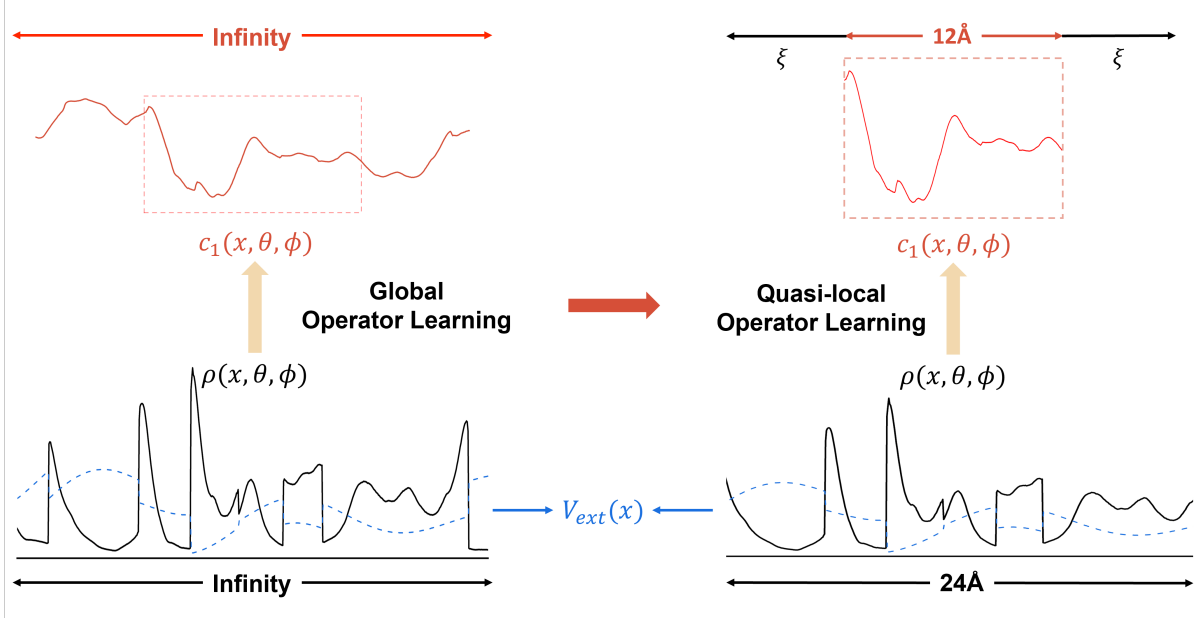 Infinity
12Å
ξ
ξ
c₁(x, θ, ϕ)
c₁(x, θ, ϕ)
Global
Operator Learning
Quasi-local
Operator Learning
ρ(x, θ, ϕ)
ρ(x, θ, ϕ)
Vₑₓₜ(x)
Infinity
24Å